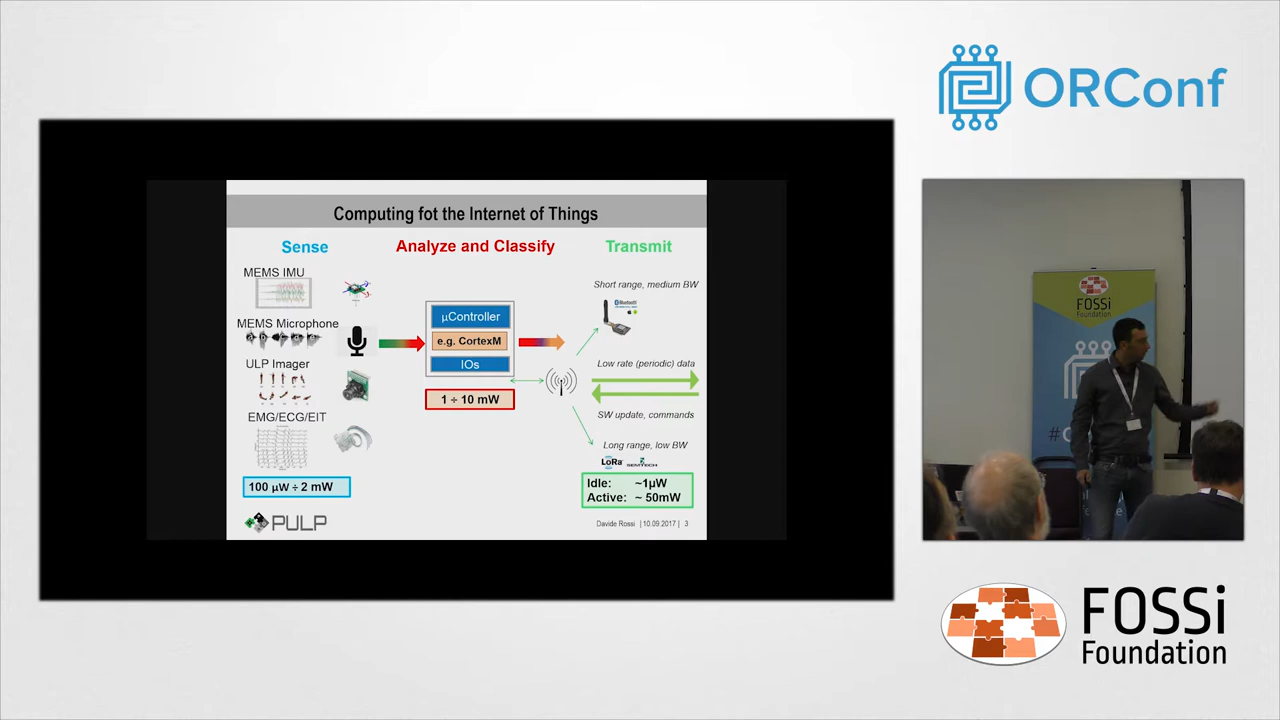 ORConf
Computing fot the Internet of Things
Sense
Analyze and Classify
Transmit
MEMS IMU
MEMS Microphone
ULP Imager
EMG/ECG/EIT
100 µW ÷ 2 mW
µController
e.g. CortexM
IOs
1 ÷ 10 mW
Short range, medium BW
Bluetooth
Low rate (periodic) data
SW update, commands
Long range, low BW
LoRa
SEMTECH
Idle: ~1µW
Active: ~ 50mW
PULP
Davide Rossi | 10.09.2017 | 3
FOSSi
Foundation
FOSSi
Foundation